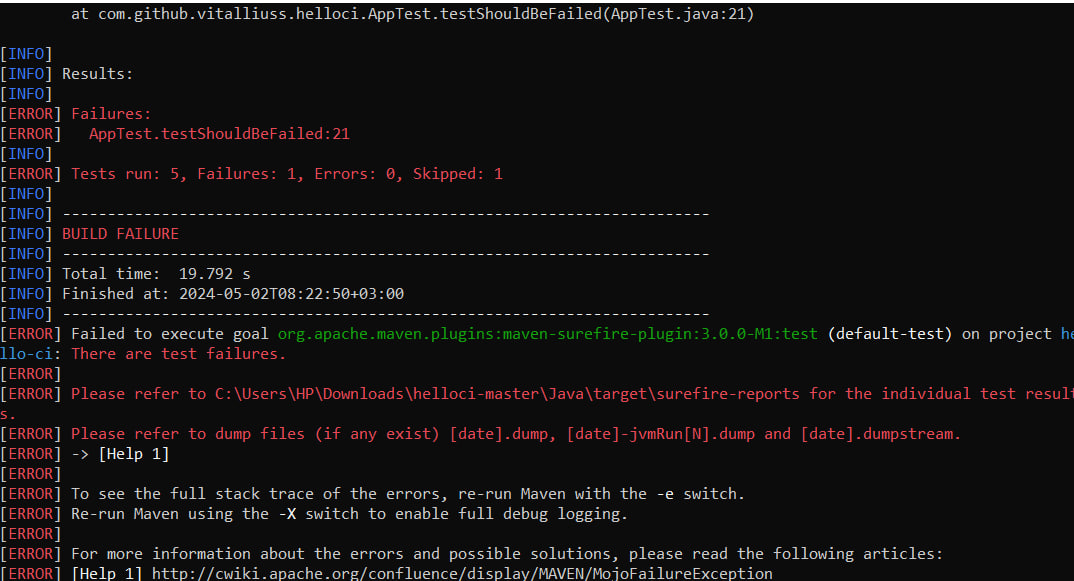 at com.github.vitalliuss.helloci.AppTest.testShouldBeFailed(AppTest.java:21)
[INFO]
[INFO] Results:
[INFO]
[ERROR] Failures:
[ERROR]   AppTest.testShouldBeFailed:21
[INFO]
[ERROR] Tests run: 5, Failures: 1, Errors: 0, Skipped: 1
[INFO]
[INFO] ------------------------------------------------------------------------
[INFO] BUILD FAILURE
[INFO] ------------------------------------------------------------------------
[INFO] Total time:  19.792 s
[INFO] Finished at: 2024-05-02T08:22:50+03:00
[INFO] ------------------------------------------------------------------------
[ERROR] Failed to execute goal org.apache.maven.plugins:maven-surefire-plugin:3.0.0-M1:test (default-test) on project he
llo-ci: There are test failures.
[ERROR]
[ERROR] Please refer to C:\Users\HP\Downloads\helloci-master\Java\target\surefire-reports for the individual test result
s.
[ERROR] Please refer to dump files (if any exist) [date].dump, [date]-jvmRun[N].dump and [date].dumpstream.
[ERROR] -> [Help 1]
[ERROR]
[ERROR] To see the full stack trace of the errors, re-run Maven with the -e switch.
[ERROR] Re-run Maven using the -X switch to enable full debug logging.
[ERROR]
[ERROR] For more information about the errors and possible solutions, please read the following articles:
[ERROR] [Help 1] http://cwiki.apache.org/confluence/display/MAVEN/MojoFailureException